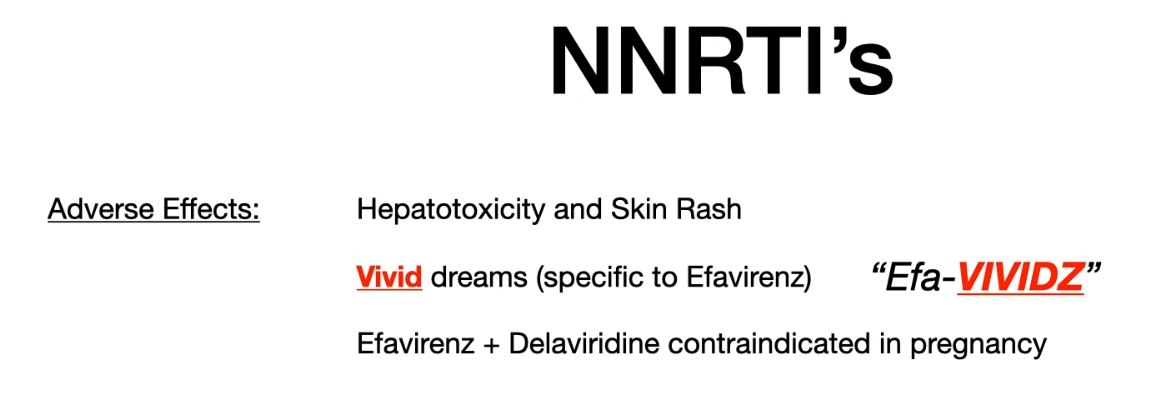 NNRTI’s
Adverse Effects: Hepatotoxicity and Skin Rash
Vivid dreams (specific to Efavirenz) “Efa-VIVIDZ”
Efavirenz + Delaviridine contraindicated in pregnancy